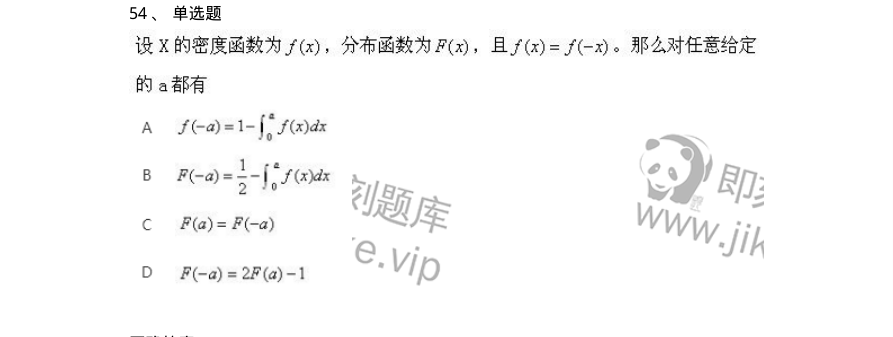 54 、 单选题
设 X 的密度函数为 f(x)，分布函数为F(x)，且 f(x) = f(−x)。那么对任意给定
的 a 都有
A f(−a) = 1−∫₀ᵃ f(x)dx
B F(−a) = 1/2 −∫₀ᵃ f(x)dx
C F(a) = F(−a)
D F(−a) = 2F(a) −1
刻题库
e.vip
即刻
www.jik